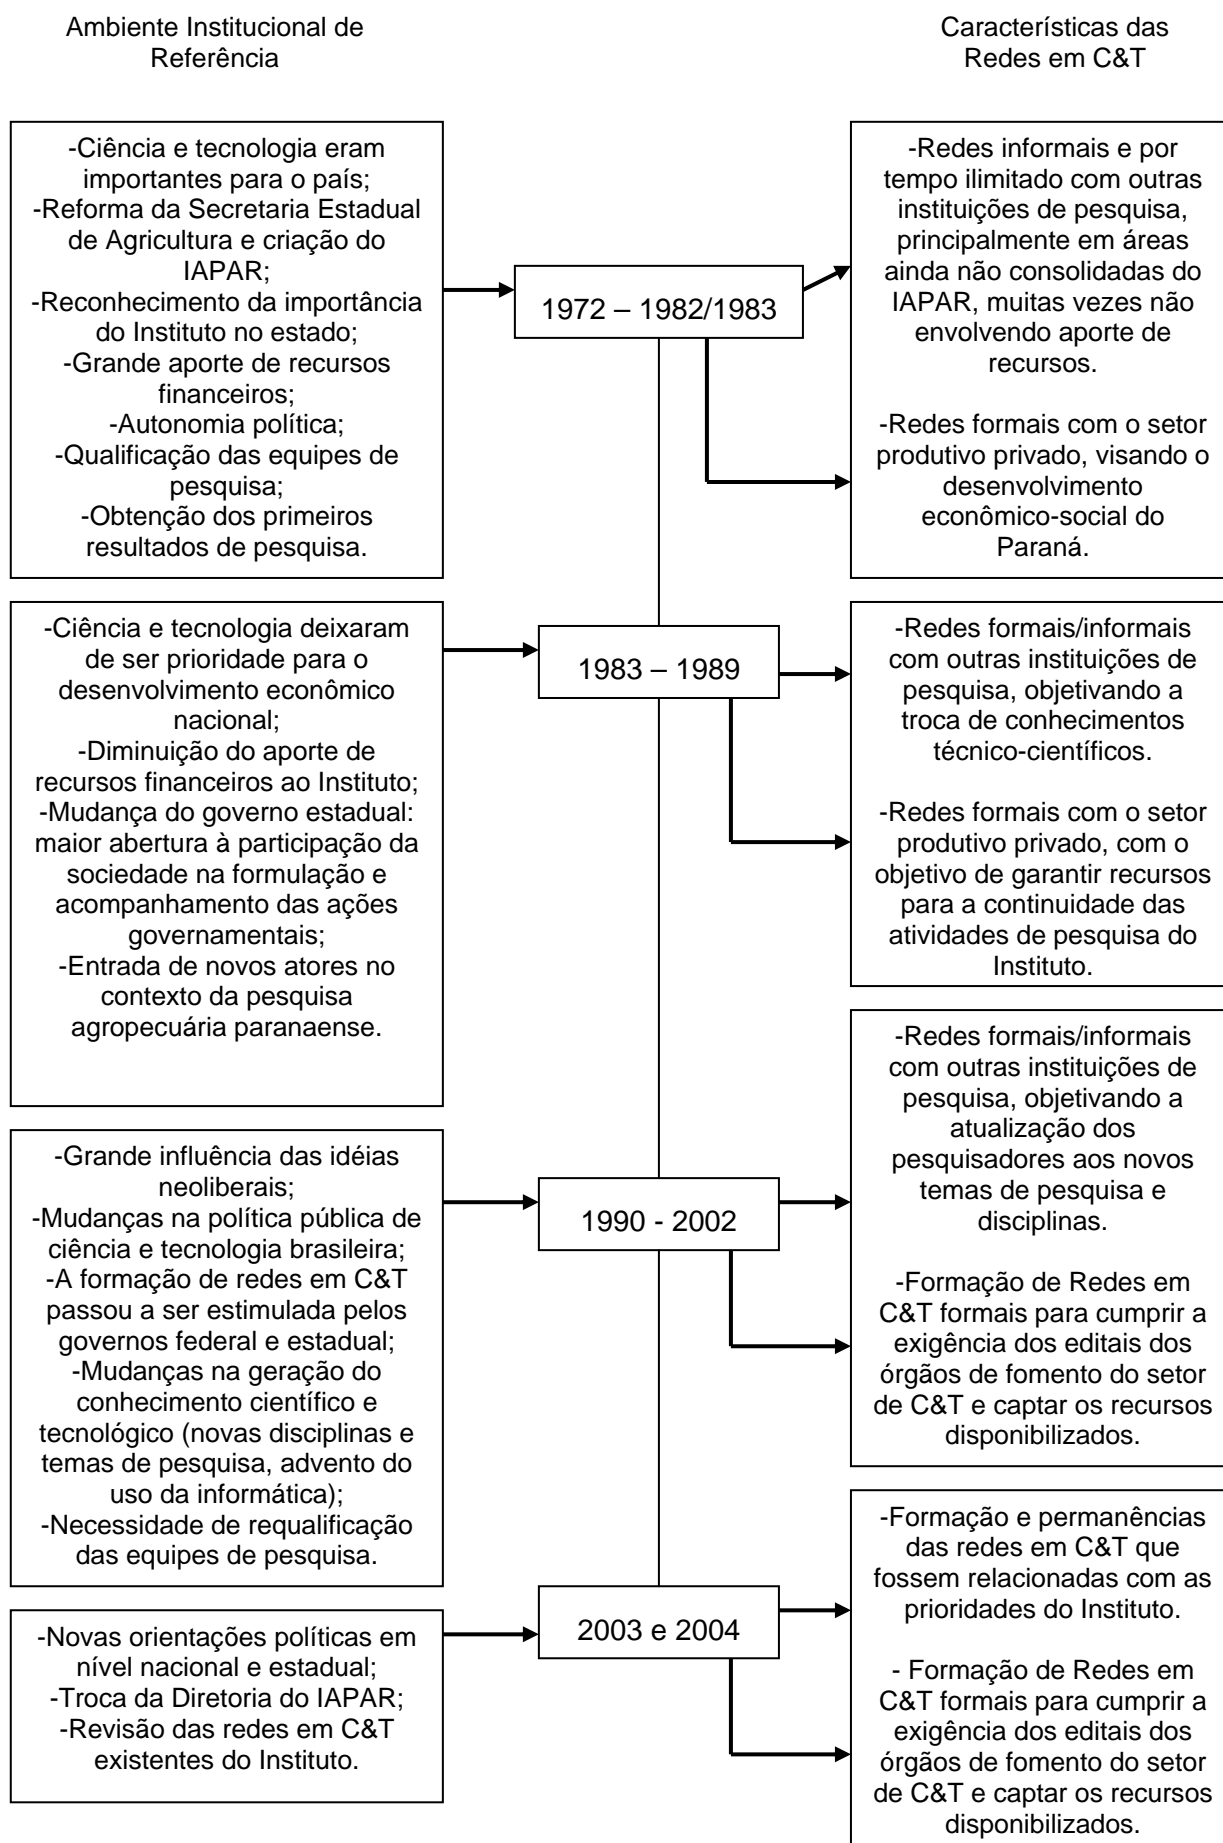 Ambiente Institucional de
Referência
Características das
Redes em C&T
-Ciência e tecnologia eram
importantes para o país;
-Reforma da Secretaria Estadual
de Agricultura e criação do
IAPAR;
-Reconhecimento da importância
do Instituto no estado;
-Grande aporte de recursos
financeiros;
-Autonomia política;
-Qualificação das equipes de
pesquisa;
-Obtenção dos primeiros
resultados de pesquisa.
1972 – 1982/1983
-Redes informais e por
tempo ilimitado com outras
instituições de pesquisa,
principalmente em áreas
ainda não consolidadas do
IAPAR, muitas vezes não
envolvendo aporte de
recursos.
-Redes formais com o setor
produtivo privado, visando o
desenvolvimento
econômico-social do
Paraná.
-Ciência e tecnologia deixaram
de ser prioridade para o
desenvolvimento econômico
nacional;
-Diminuição do aporte de
recursos financeiros ao Instituto;
-Mudança do governo estadual:
maior abertura à participação da
sociedade na formulação e
acompanhamento das ações
governamentais;
-Entrada de novos atores no
contexto da pesquisa
agropecuária paranaense.
1983 – 1989
-Redes formais/informais
com outras instituições de
pesquisa, objetivando a
troca de conhecimentos
técnico-científicos.
-Redes formais com o setor
produtivo privado, com o
objetivo de garantir recursos
para a continuidade das
atividades de pesquisa do
Instituto.
-Grande influência das idéias
neoliberais;
-Mudanças na política pública de
ciência e tecnologia brasileira;
-A formação de redes em C&T
passou a ser estimulada pelos
governos federal e estadual;
-Mudanças na geração do
conhecimento científico e
tecnológico (novas disciplinas e
temas de pesquisa, advento do
uso da informática);
-Necessidade de requalificação
das equipes de pesquisa.
1990 - 2002
-Redes formais/informais
com outras instituições de
pesquisa, objetivando a
atualização dos
pesquisadores aos novos
temas de pesquisa e
disciplinas.
-Formação de Redes em
C&T formais para cumprir a
exigência dos editais dos
órgãos de fomento do setor
de C&T e captar os recursos
disponibilizados.
-Novas orientações políticas em
nível nacional e estadual;
-Troca da Diretoria do IAPAR;
-Revisão das redes em C&T
existentes do Instituto.
2003 e 2004
-Formação e permanências
das redes em C&T que
fossem relacionadas com as
prioridades do Instituto.
- Formação de Redes em
C&T formais para cumprir a
exigência dos editais dos
órgãos de fomento do setor
de C&T e captar os recursos
disponibilizados.